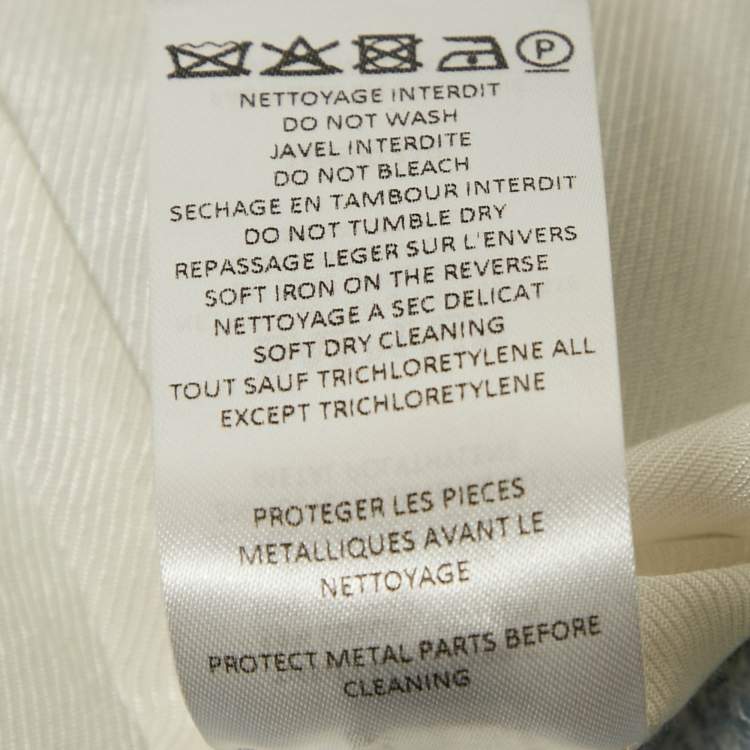 P
NETTOYAGE INTERDIT
DO NOT WASH
JAVEL INTERDITE
DO NOT BLEACH
SECHAGE EN TAMBOUR INTERDIT
DO NOT TUMBLE DRY
REPASSAGE LEGER SUR L'ENVERS
SOFT IRON ON THE REVERSE
NETTOYAGE A SEC DELICAT
SOFT DRY CLEANING
TOUT SAUF TRICHLORETYLENE ALL
EXCEPT TRICHLORETYLENE
PROTEGER LES PIECES
METALLIQUES AVANT LE
NETTOYAGE
PROTECT METAL PARTS BEFORE
CLEANING